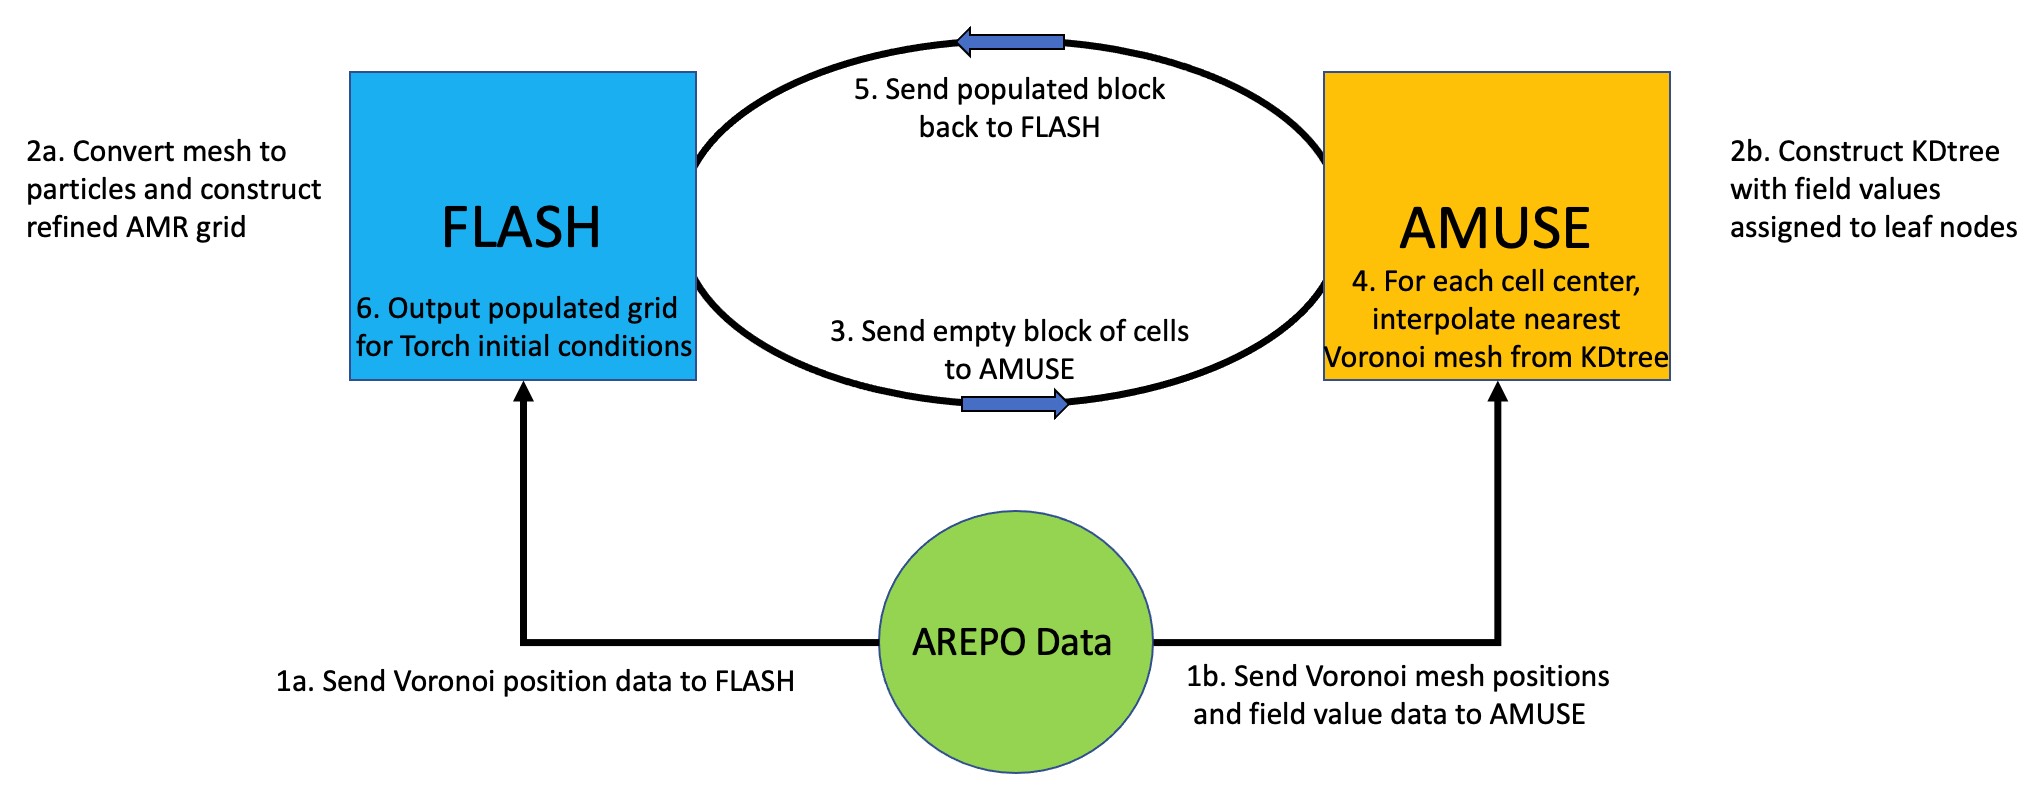 5. Send populated block
back to FLASH
2a. Convert mesh to
particles and construct
refined AMR grid
FLASH
6. Output populated grid
for Torch initial conditions
3. Send empty block of cells
to AMUSE
AMUSE
4. For each cell center,
interpolate nearest
Voronoi mesh from KDtree
2b. Construct KDtree
with field values
assigned to leaf nodes
AREPO Data
1a. Send Voronoi position data to FLASH
1b. Send Voronoi mesh positions
and field value data to AMUSE